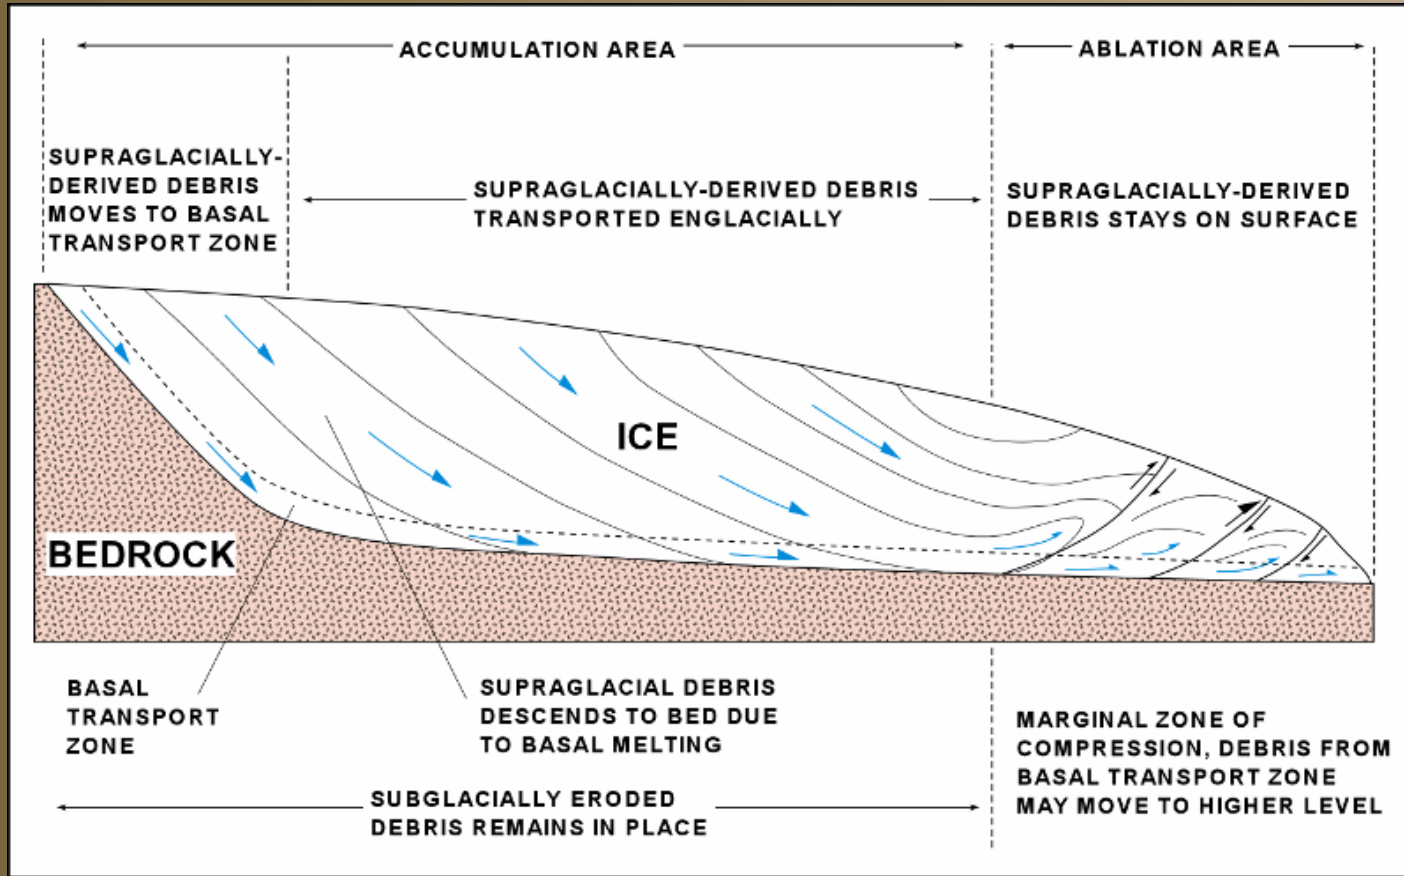 ACCUMULATION AREA
ABLATION AREA
SUPRAGLACIALLY-
DERIVED DEBRIS
MOVES TO BASAL
TRANSPORT ZONE
SUPRAGLACIALLY-DERIVED DEBRIS
TRANSPORTED ENGLACIALLY
SUPRAGLACIALLY-DERIVED
DEBRIS STAYS ON SURFACE
ICE
BEDROCK
BASAL
TRANSPORT
ZONE
SUPRAGLACIAL DEBRIS
DESCENDS TO BED DUE
TO BASAL MELTING
MARGINAL ZONE OF
COMPRESSION, DEBRIS FROM
BASAL TRANSPORT ZONE
MAY MOVE TO HIGHER LEVEL
SUBGLACIALLY ERODED
DEBRIS REMAINS IN PLACE